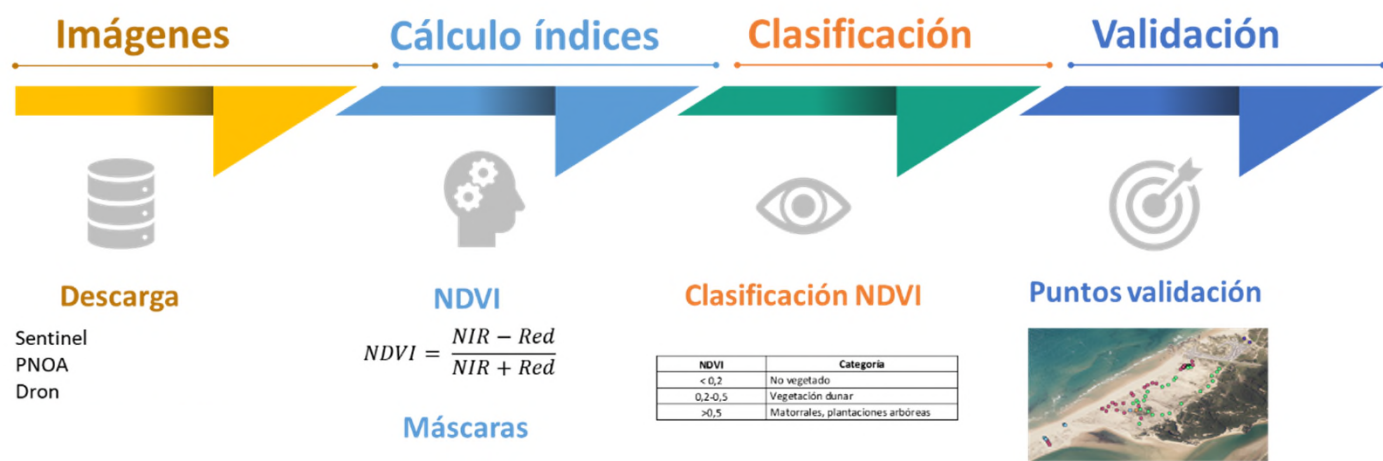 Imágenes
Cálculo índices
Clasificación
Validación
Descarga
Sentinel
PNOA
Dron
NDVI
NDVI = (NIR − Red) / (NIR + Red)
Máscaras
Clasificación NDVI
NDVI Categoría
< 0,2 No vegetado
0,2-0,5 Vegetación dunar
>0,5 Matorrales, plantaciones arbóreas
Puntos validación